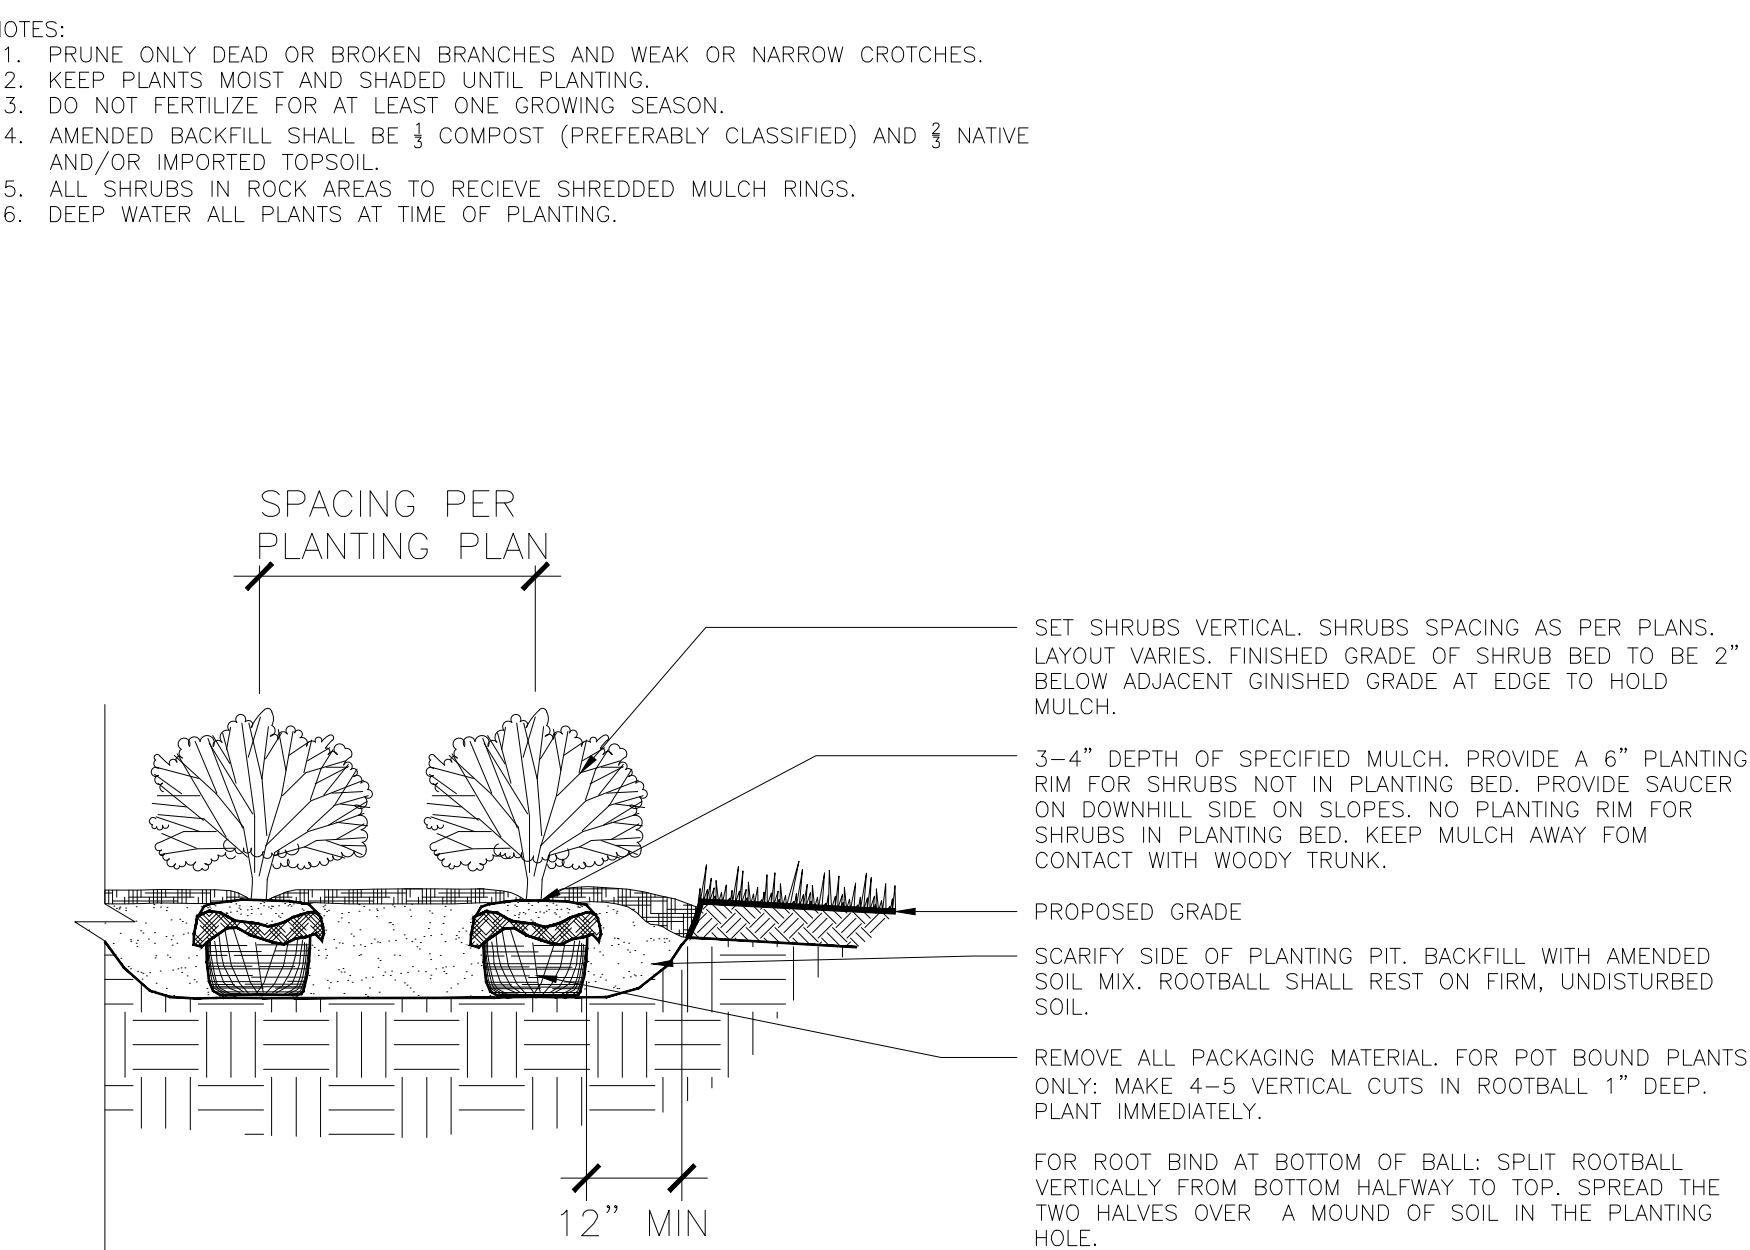 NOTES:
1. PRUNE ONLY DEAD OR BROKEN BRANCHES AND WEAK OR NARROW CROTCHES.
2. KEEP PLANTS MOIST AND SHADED UNTIL PLANTING.
3. DO NOT FERTILIZE FOR AT LEAST ONE GROWING SEASON.
4. AMENDED BACKFILL SHALL BE ⅓ COMPOST (PREFERABLY CLASSIFIED) AND ⅔ NATIVE
AND/OR IMPORTED TOPSOIL.
5. ALL SHRUBS IN ROCK AREAS TO RECIEVE SHREDDED MULCH RINGS.
6. DEEP WATER ALL PLANTS AT TIME OF PLANTING.
SPACING PER
PLANTING PLAN
SET SHRUBS VERTICAL. SHRUBS SPACING AS PER PLANS.
LAYOUT VARIES. FINISHED GRADE OF SHRUB BED TO BE 2”
BELOW ADJACENT GINISHED GRADE AT EDGE TO HOLD
MULCH.
3-4” DEPTH OF SPECIFIED MULCH. PROVIDE A 6” PLANTING
RIM FOR SHRUBS NOT IN PLANTING BED. PROVIDE SAUCER
ON DOWNHILL SIDE ON SLOPES. NO PLANTING RIM FOR
SHRUBS IN PLANTING BED. KEEP MULCH AWAY FOM
CONTACT WITH WOODY TRUNK.
PROPOSED GRADE
SCARIFY SIDE OF PLANTING PIT. BACKFILL WITH AMENDED
SOIL MIX. ROOTBALL SHALL REST ON FIRM, UNDISTURBED
SOIL.
REMOVE ALL PACKAGING MATERIAL. FOR POT BOUND PLANTS
ONLY: MAKE 4-5 VERTICAL CUTS IN ROOTBALL 1” DEEP.
PLANT IMMEDIATELY.
FOR ROOT BIND AT BOTTOM OF BALL: SPLIT ROOTBALL
VERTICALLY FROM BOTTOM HALFWAY TO TOP. SPREAD THE
TWO HALVES OVER A MOUND OF SOIL IN THE PLANTING
HOLE.
12” MIN